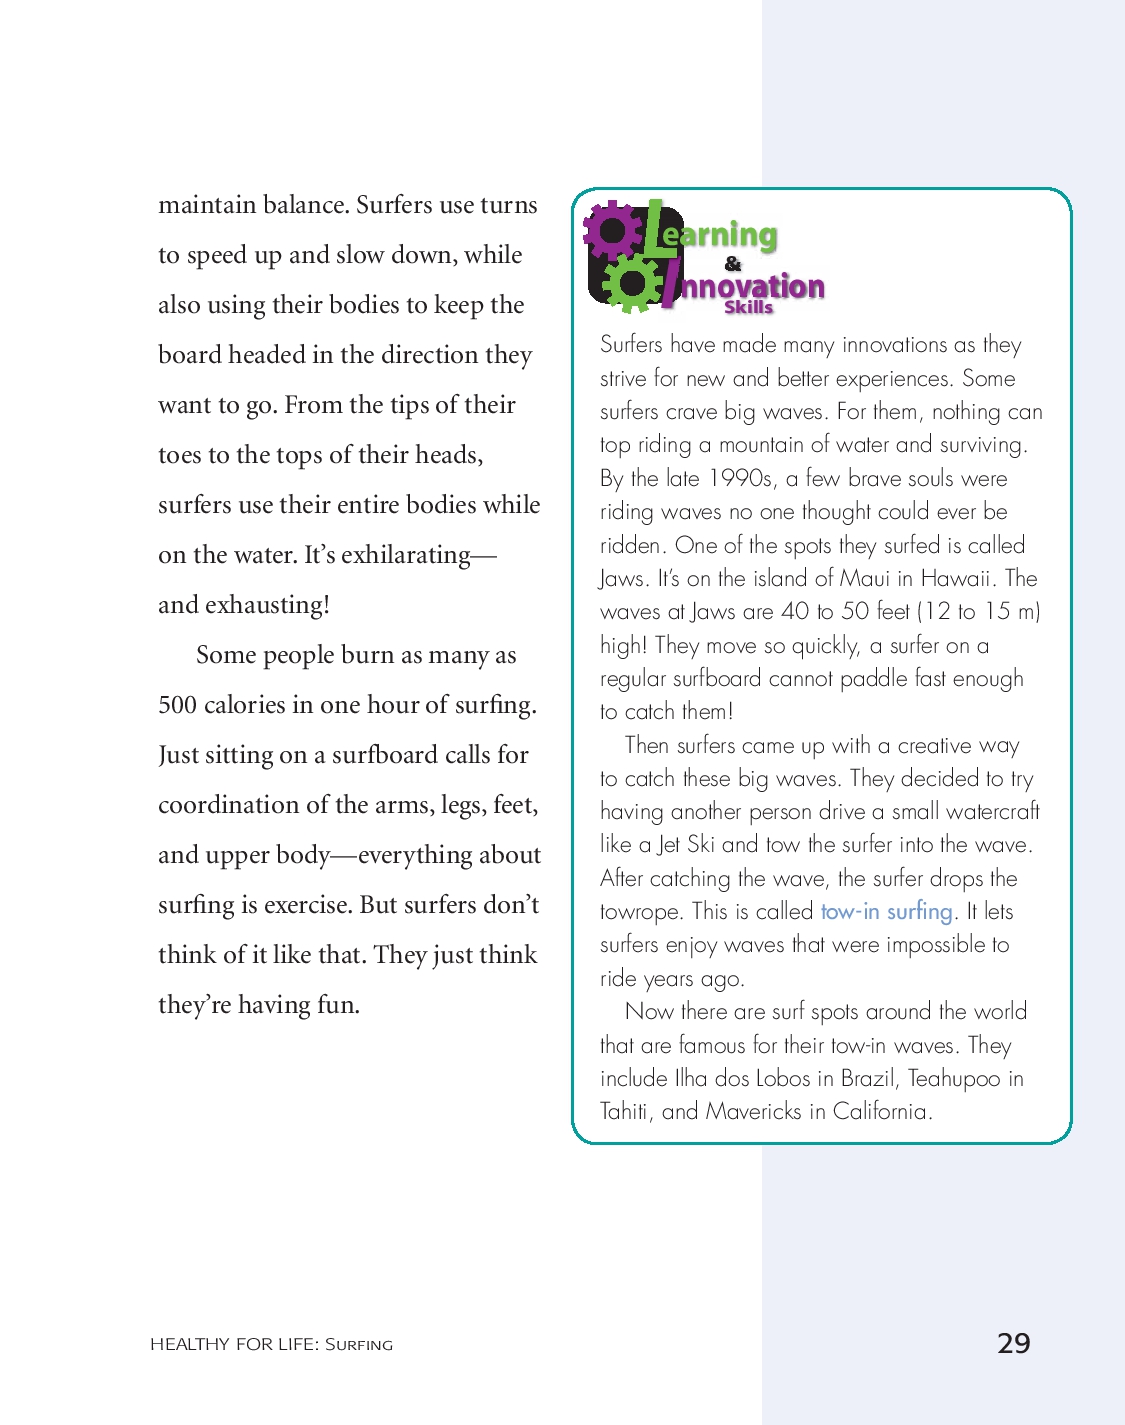 maintain balance. Surfers use turns
to speed up and slow down, while
also using their bodies to keep the
board headed in the direction they
want to go. From the tips of their
toes to the tops of their heads,
surfers use their entire bodies while
on the water. It’s exhilarating—
and exhausting!
Some people burn as many as
500 calories in one hour of surfing.
Just sitting on a surfboard calls for
coordination of the arms, legs, feet,
and upper body—everything about
surfing is exercise. But surfers don’t
think of it like that. They just think
they’re having fun.
Learning
&
Innovation
Skills
Surfers have made many innovations as they
strive for new and better experiences. Some
surfers crave big waves. For them, nothing can
top riding a mountain of water and surviving.
By the late 1990s, a few brave souls were
riding waves no one thought could ever be
ridden. One of the spots they surfed is called
Jaws. It’s on the island of Maui in Hawaii. The
waves at Jaws are 40 to 50 feet (12 to 15 m)
high! They move so quickly, a surfer on a
regular surfboard cannot paddle fast enough
to catch them!
Then surfers came up with a creative way
to catch these big waves. They decided to try
having another person drive a small watercraft
like a Jet Ski and tow the surfer into the wave.
After catching the wave, the surfer drops the
towrope. This is called tow-in surfing. It lets
surfers enjoy waves that were impossible to
ride years ago.
Now there are surf spots around the world
that are famous for their tow-in waves. They
include Ilha dos Lobos in Brazil, Teahupoo in
Tahiti, and Mavericks in California.
HEALTHY FOR LIFE: SURFING
29